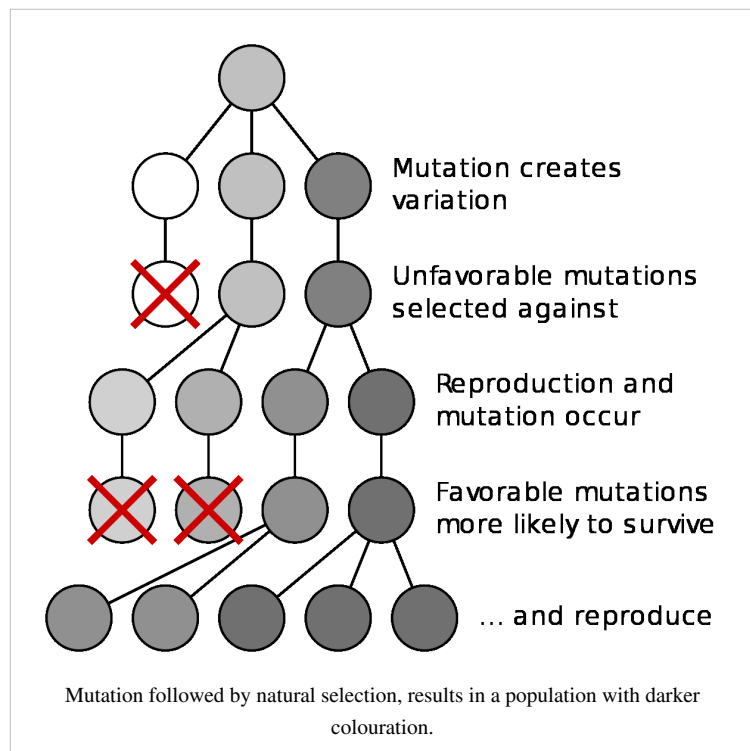 Mutation creates
variation
Unfavorable mutations
selected against
Reproduction and
mutation occur
Favorable mutations
more likely to survive
... and reproduce
Mutation followed by natural selection, results in a population with darker
colouration.